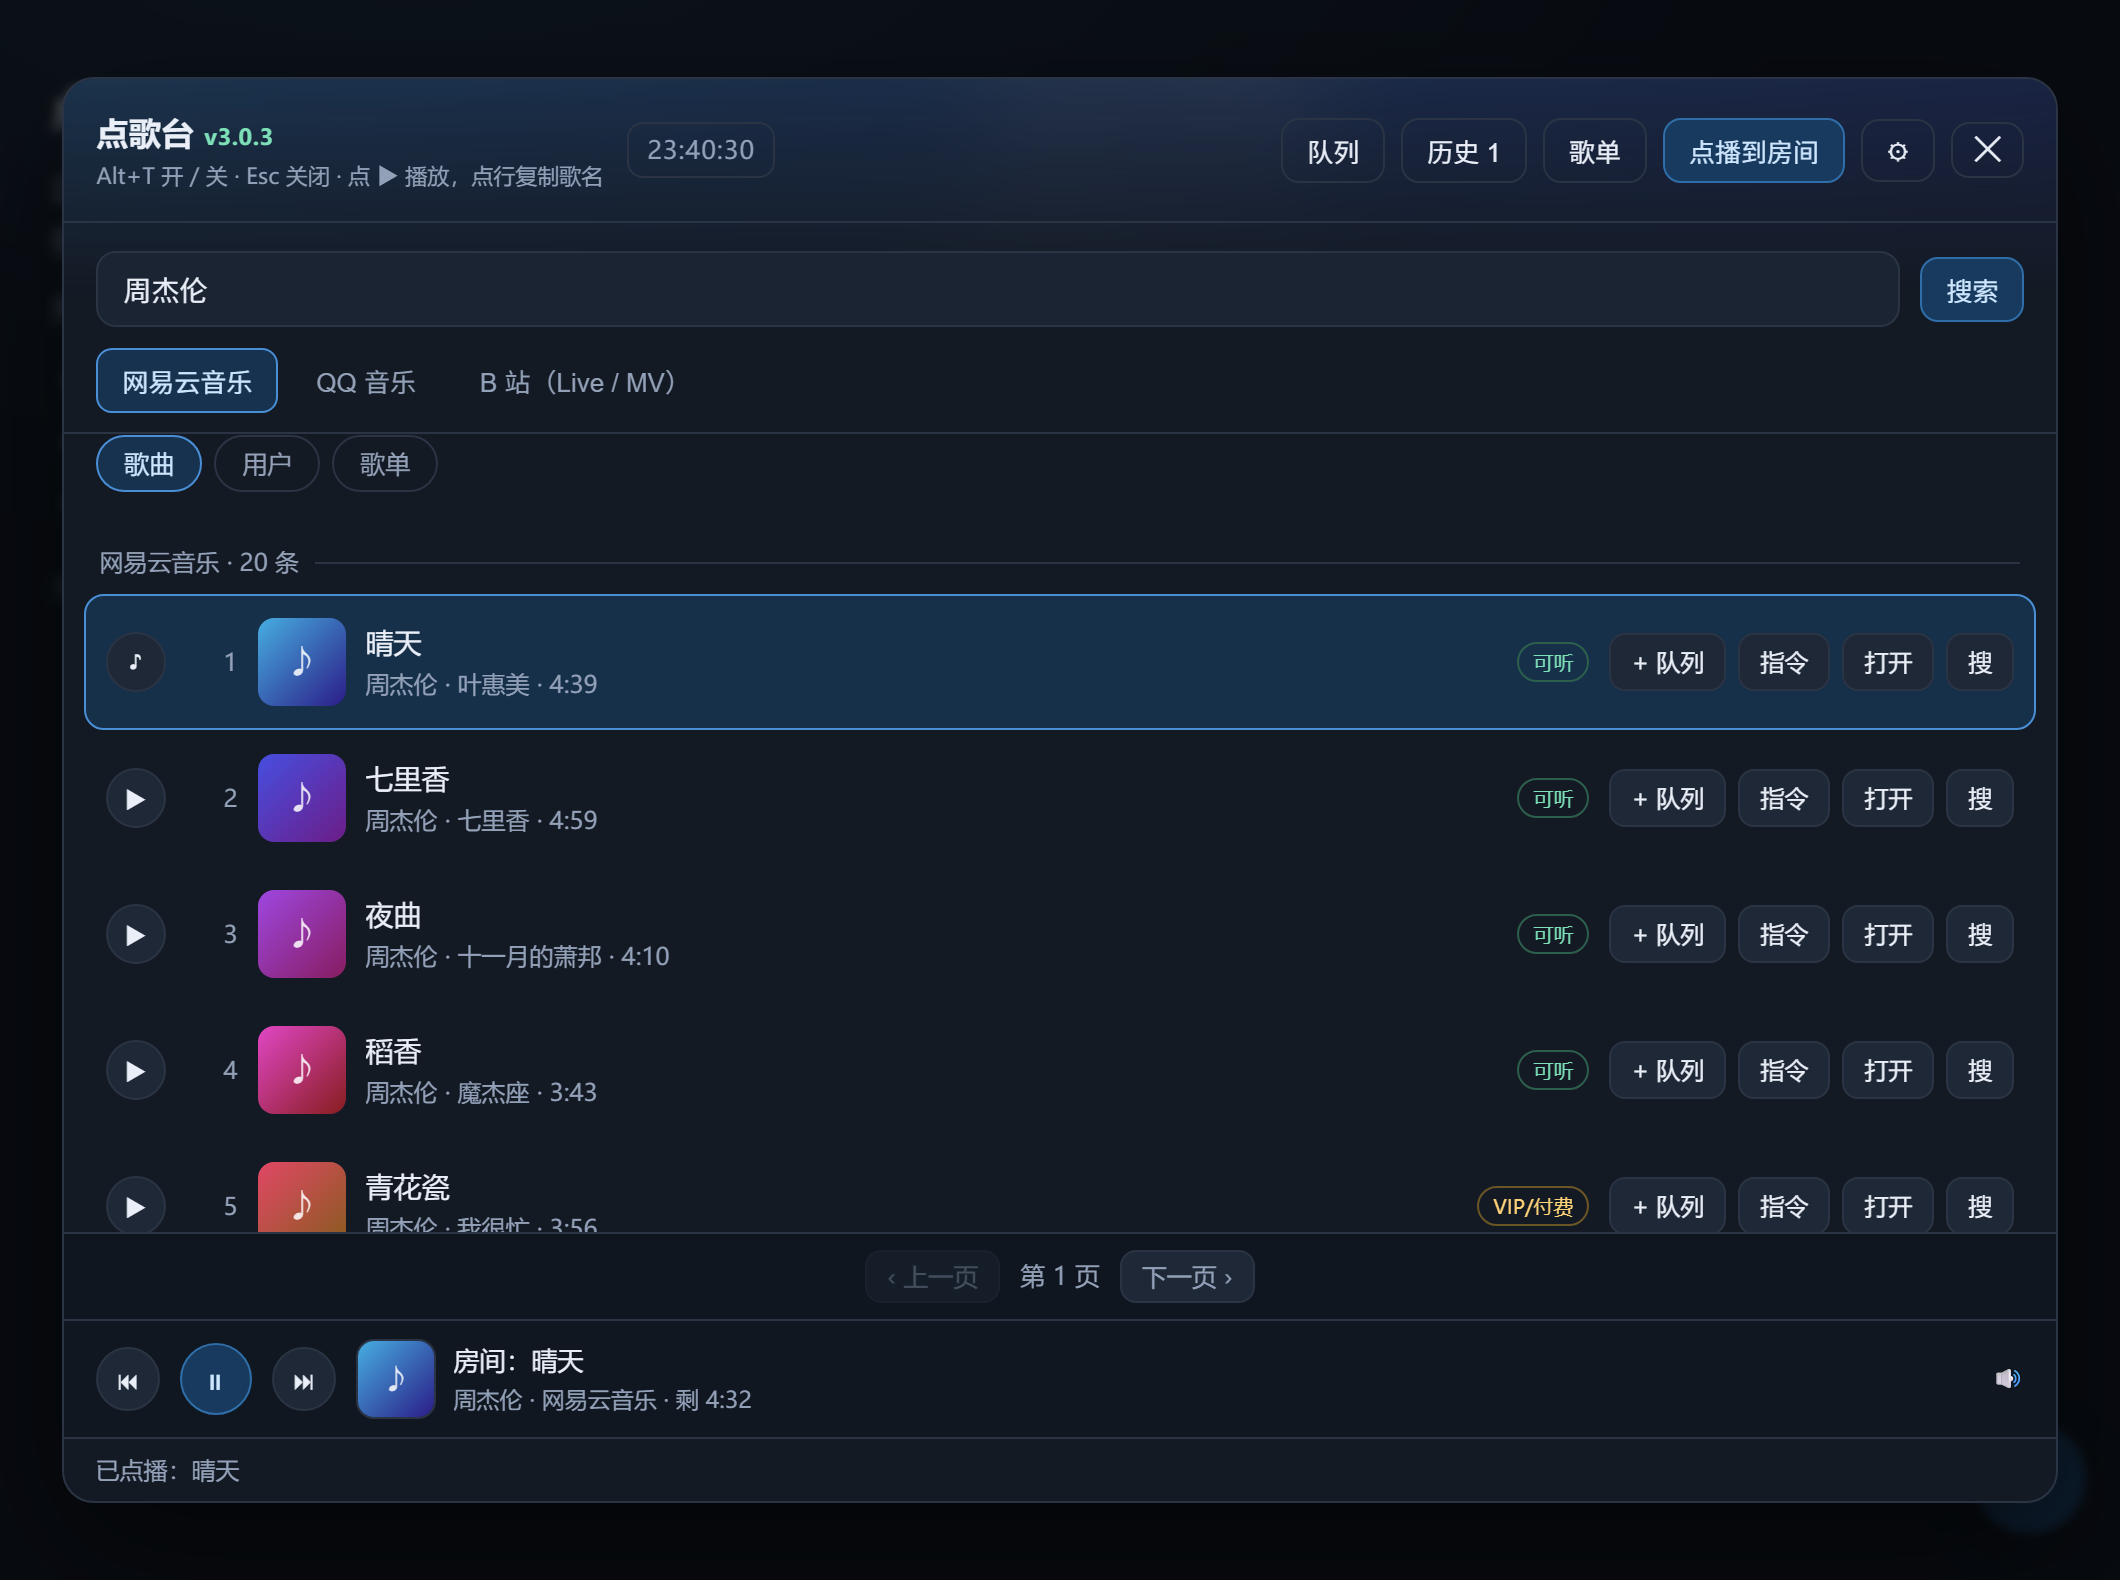 点歌台 v3.0.3
Alt+T 开 / 关 · Esc 关闭 · 点 ▶ 播放，点行复制歌名
23:40:30
队列
历史 1
歌单
点播到房间
周杰伦
搜索
网易云音乐
QQ 音乐
B 站（Live / MV）
歌曲
用户
歌单
网易云音乐 · 20 条
1
晴天
周杰伦 · 叶惠美 · 4:39
可听
+ 队列
指令
打开
搜
2
七里香
周杰伦 · 七里香 · 4:59
可听
+ 队列
指令
打开
搜
3
夜曲
周杰伦 · 十一月的萧邦 · 4:10
可听
+ 队列
指令
打开
搜
4
稻香
周杰伦 · 魔杰座 · 3:43
可听
+ 队列
指令
打开
搜
5
青花瓷
周杰伦 · 我很忙 · 3:56
VIP/付费
+ 队列
指令
打开
搜
‹ 上一页
第 1 页
下一页 ›
房间：晴天
周杰伦 · 网易云音乐 · 剩 4:32
已点播：晴天